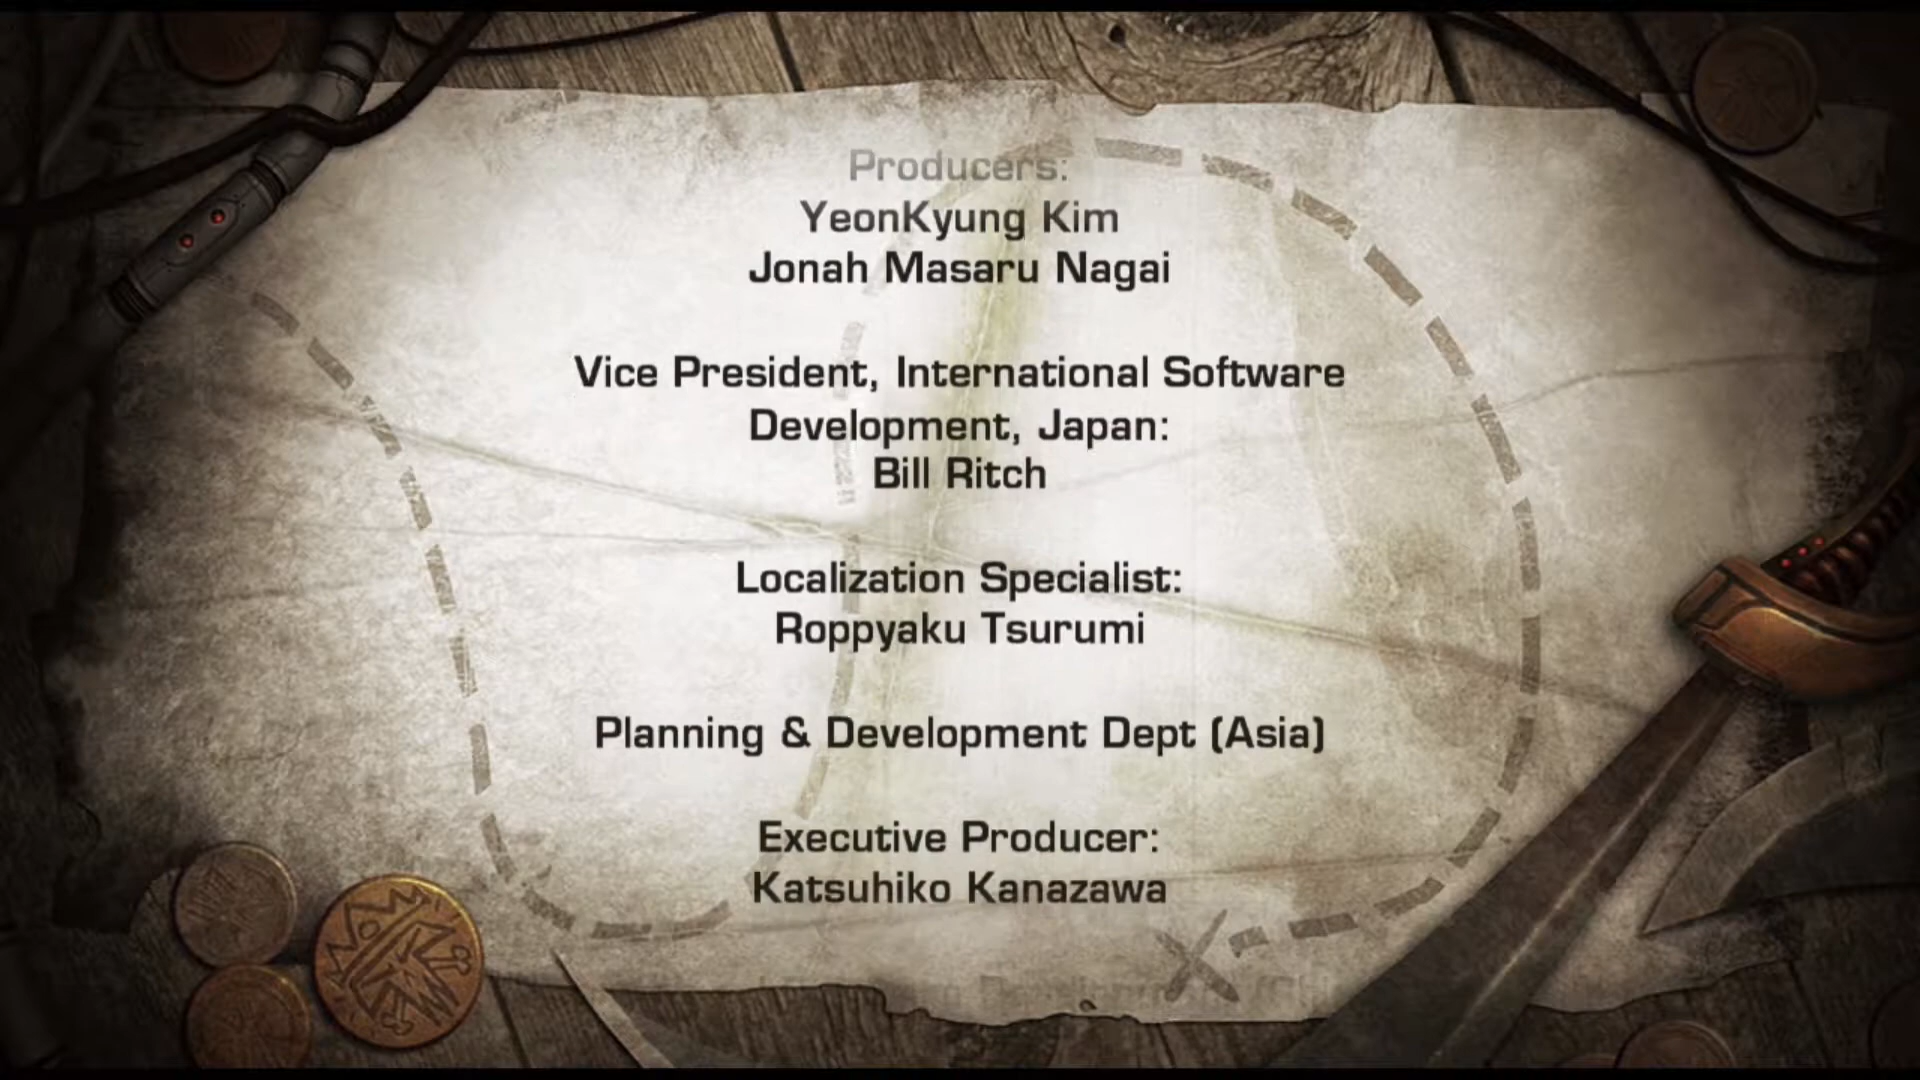 Producers:
YeonKyung Kim
Jonah Masaru Nagai
Vice President, International Software
Development, Japan:
Bill Ritch
Localization Specialist:
Roppyaku Tsurumi
Planning & Development Dept (Asia)
Executive Producer:
Katsuhiko Kanazawa